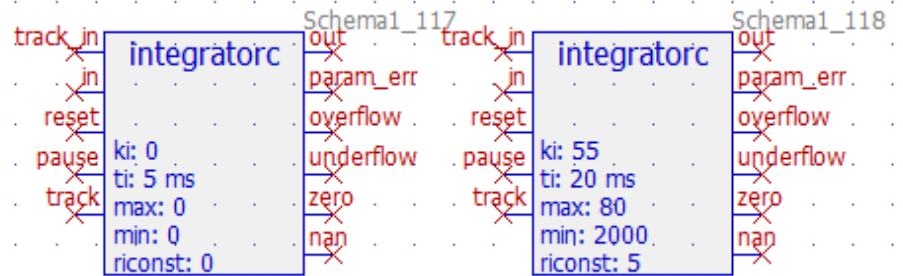 Schema1_117
track_in
integratorc
out
in
param_err
reset
overflow
pause
ki: 0
underflow
ti: 5 ms
track
max: 0
zero
min: 0
nan
riconst: 0
Schema1_118
track_in
integratorc
out
in
param_err
reset
overflow
pause
ki: 55
underflow
ti: 20 ms
track
max: 80
zero
min: 2000
nan
riconst: 5